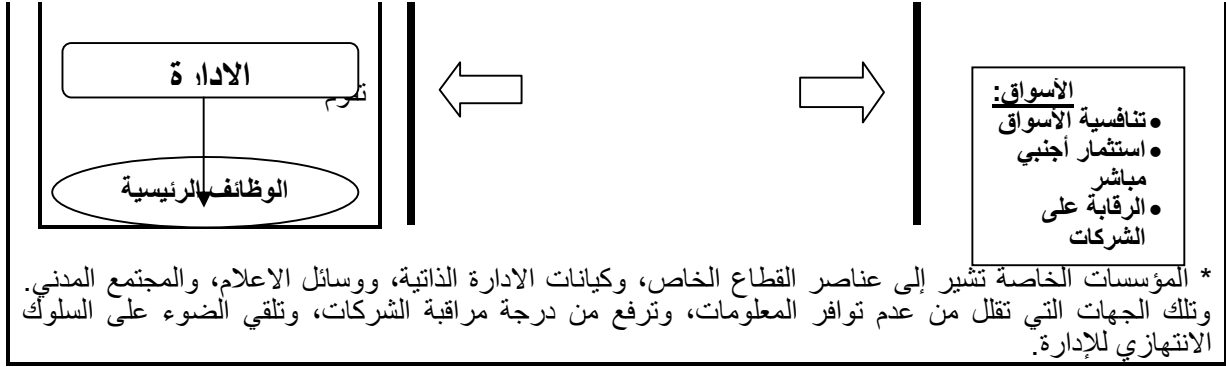 الادارة
تقوم
الوظائف الرئيسية
الأسواق:
•تنافسية الأسواق
•استثمار أجنبي
مباشر
•الرقابة على
الشركات
* المؤسسات الخاصة تشير إلى عناصر القطاع الخاص، وكيانات الادارة الذاتية، ووسائل الاعلام، والمجتمع المدني.
وتلك الجهات التي تقلل من عدم توافر المعلومات، وترفع من درجة مراقبة الشركات، وتلقي الضوء على السلوك
الانتهازي للإدارة.